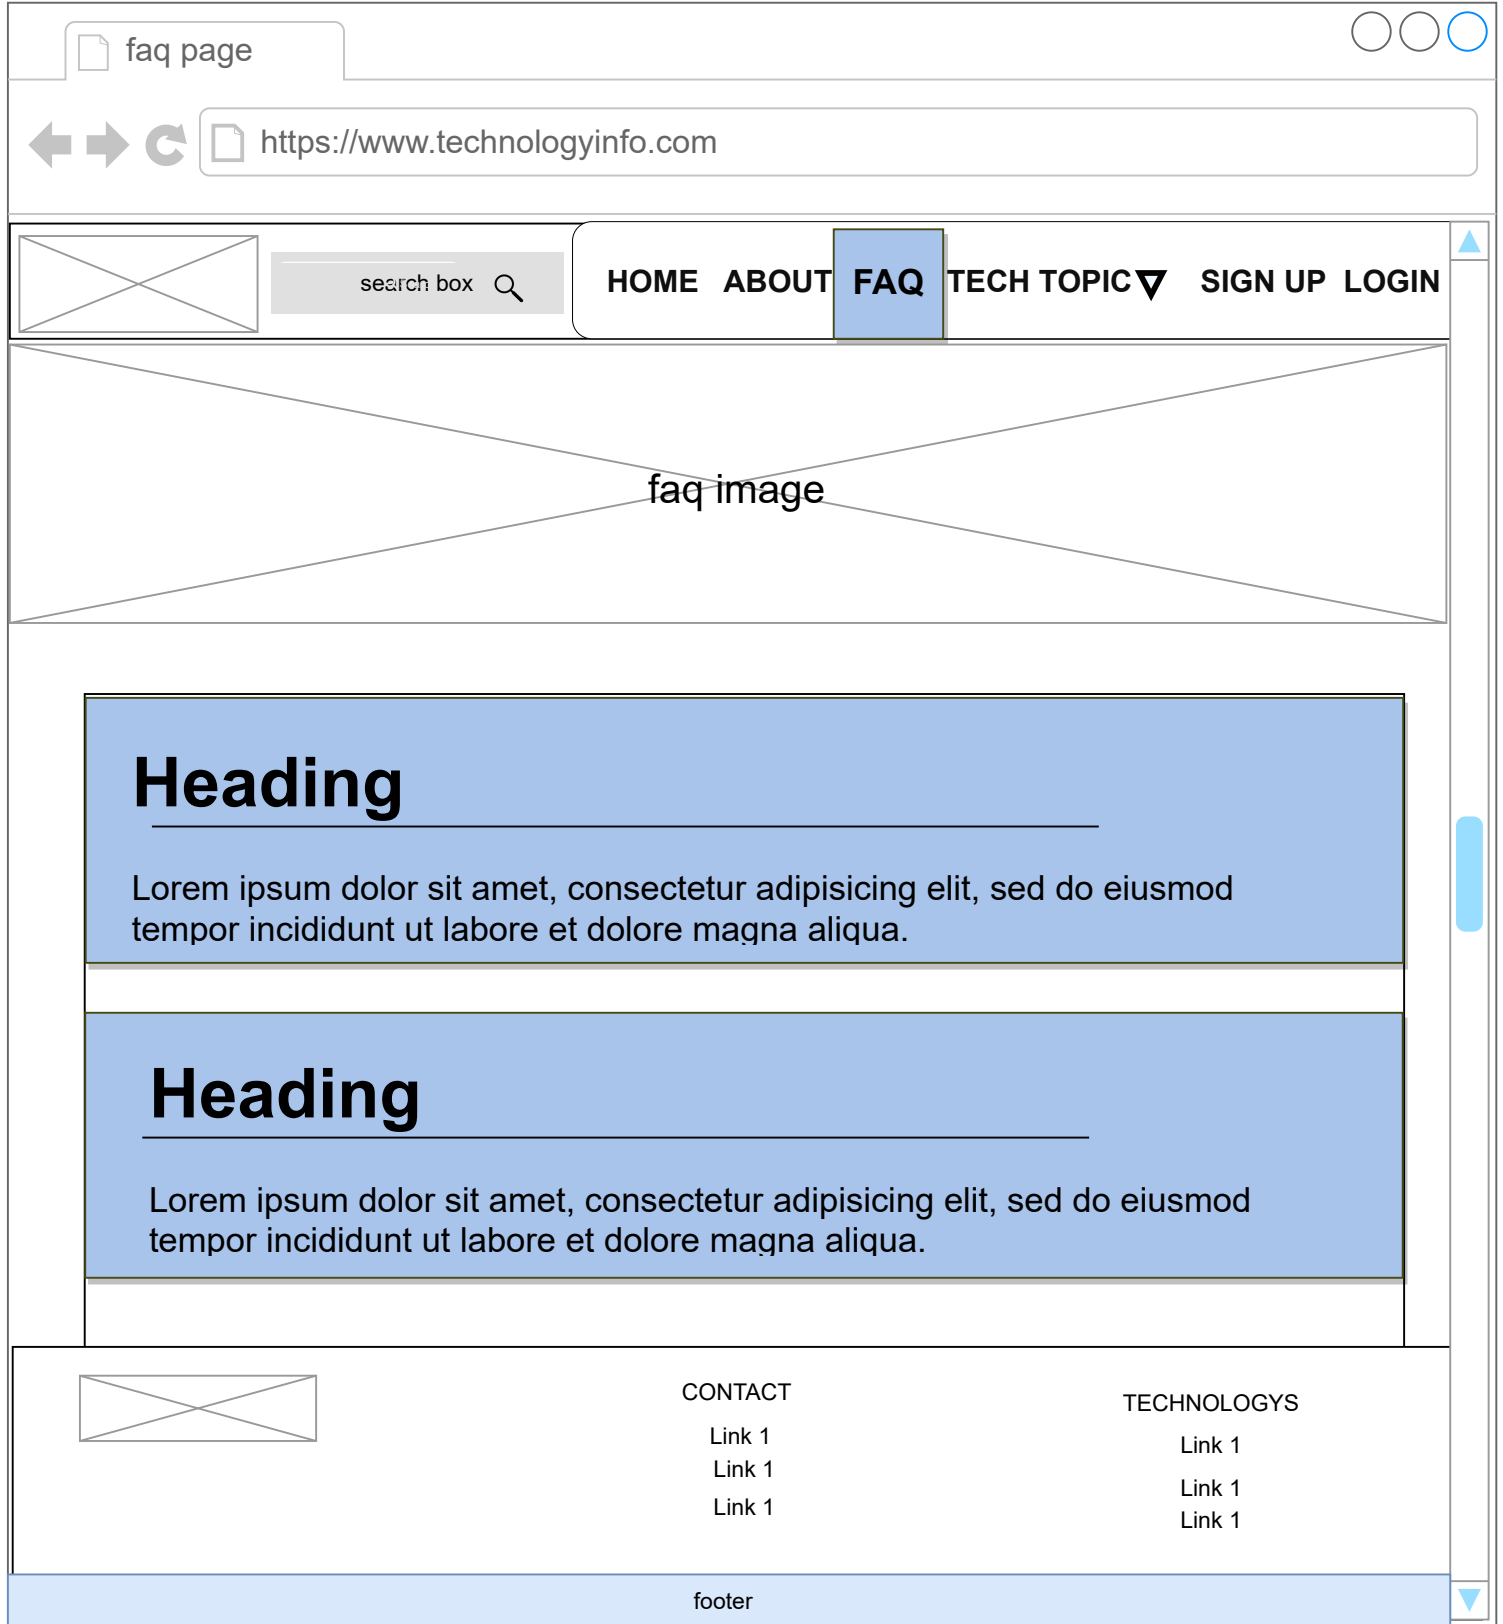 faq page
https://www.technologyinfo.com
search box
HOME ABOUT FAQ TECH TOPIC SIGN UP LOGIN
faq image
Heading
Lorem ipsum dolor sit amet, consectetur adipisicing elit, sed do eiusmod
tempor incididunt ut labore et dolore magna aliqua.
Heading
Lorem ipsum dolor sit amet, consectetur adipisicing elit, sed do eiusmod
tempor incididunt ut labore et dolore magna aliqua.
CONTACT
Link 1
Link 1
Link 1
TECHNOLOGYS
Link 1
Link 1
Link 1
footer